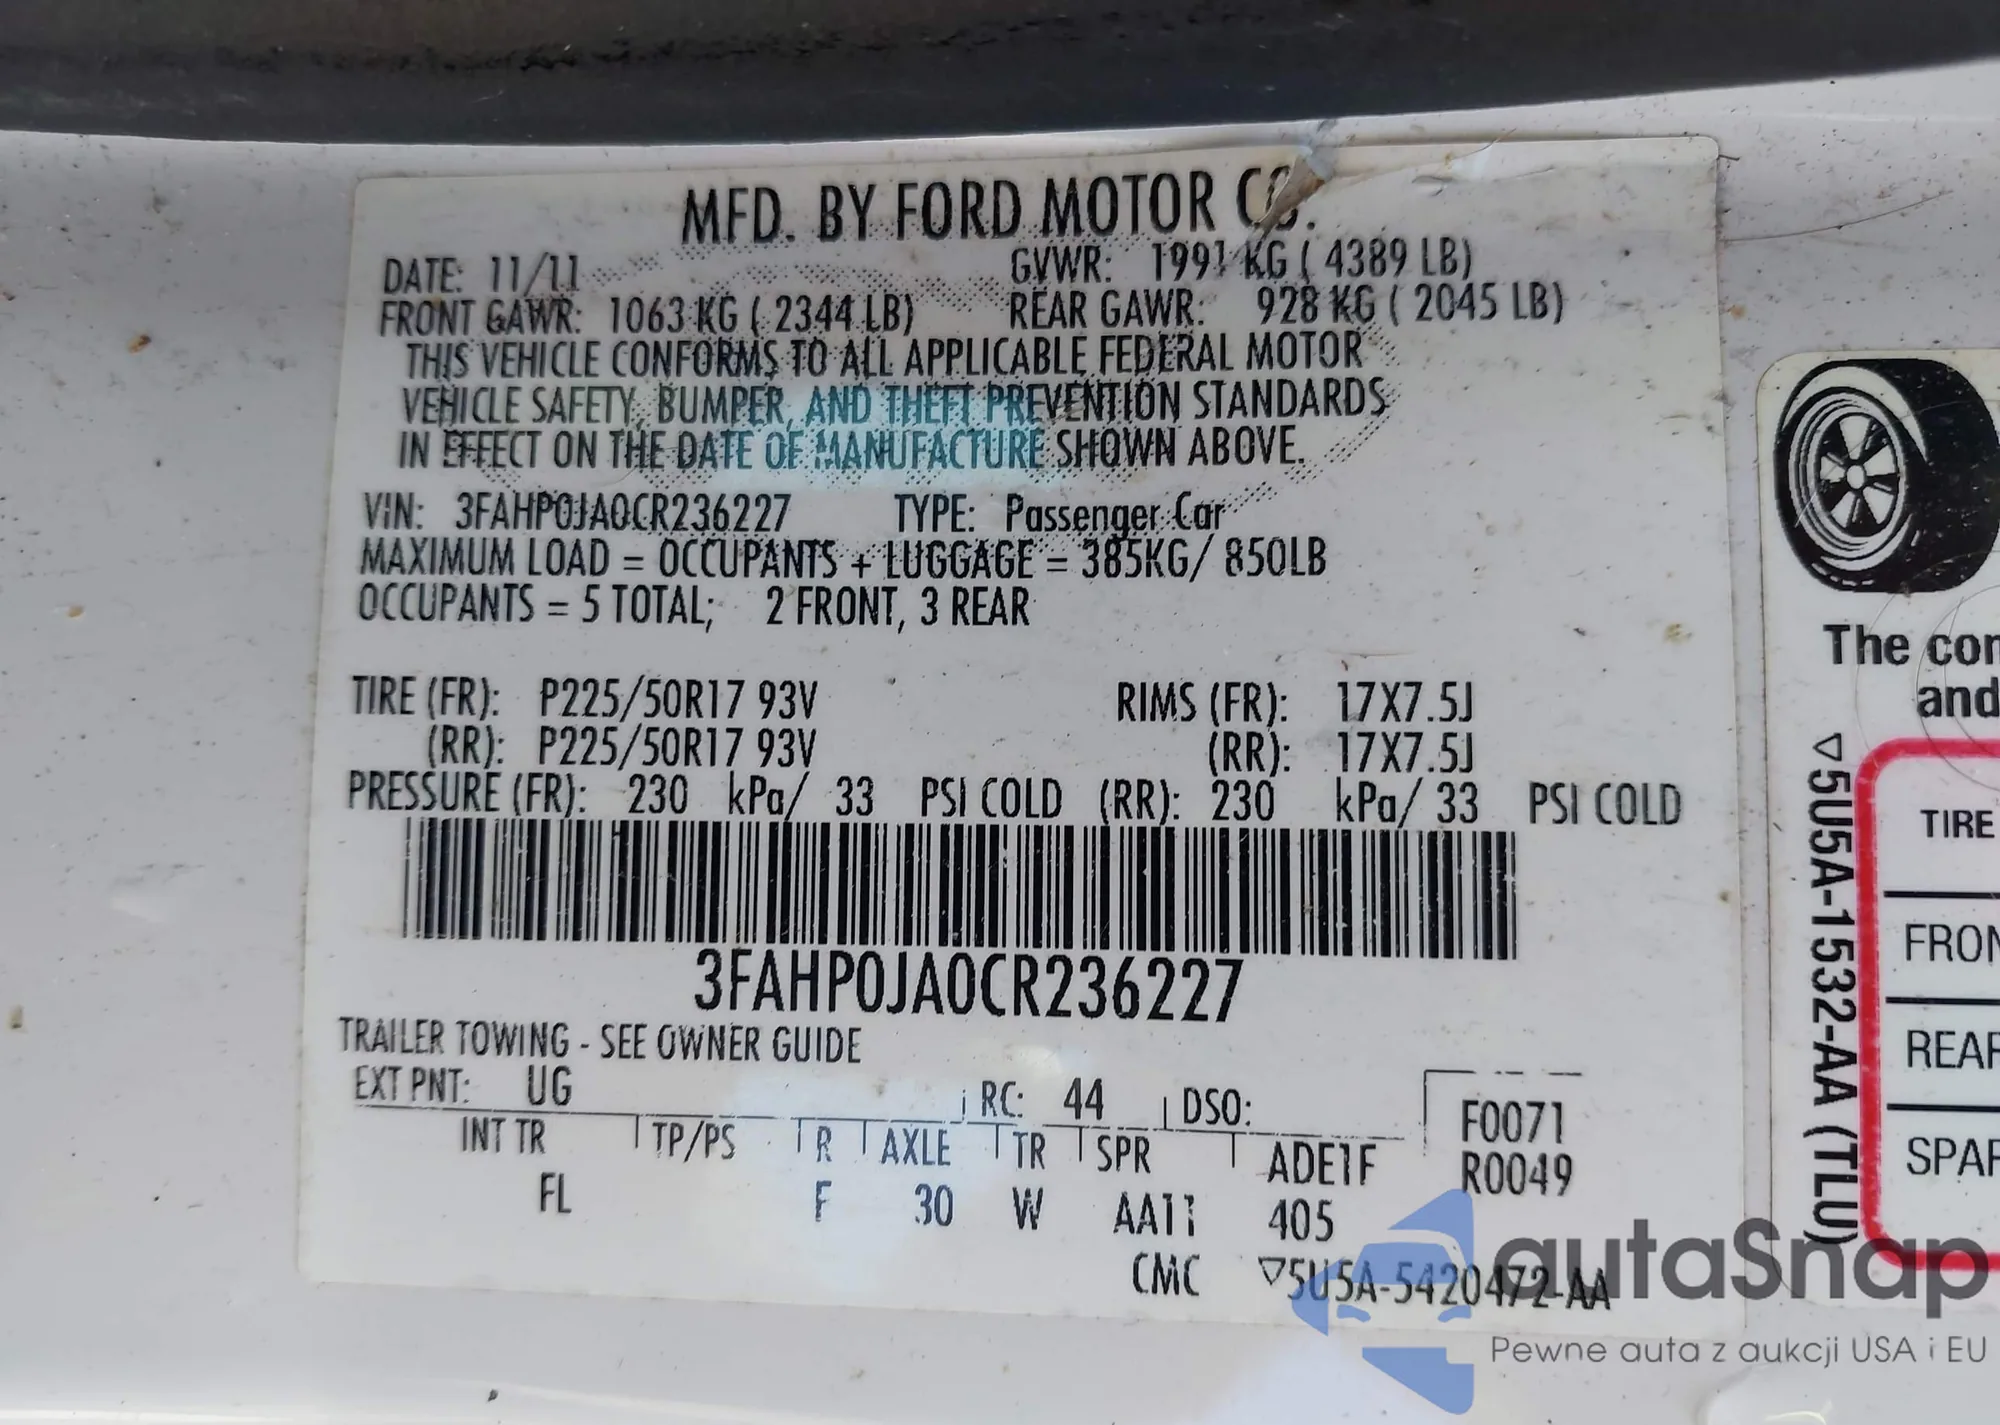 MFD. BY FORD MOTOR CO.
DATE: 11/11 GVWR: 1991 KG ( 4389 LB)
FRONT GAWR: 1063 KG ( 2344 LB) REAR GAWR: 928 KG ( 2045 LB)
THIS VEHICLE CONFORMS TO ALL APPLICABLE FEDERAL MOTOR
VEHICLE SAFETY, BUMPER, AND THEFT PREVENTION STANDARDS
IN EFFECT ON THE DATE OF MANUFACTURE SHOWN ABOVE.
VIN: 3FAHP0JA0CR236227 TYPE: Passenger Car
MAXIMUM LOAD = OCCUPANTS + LUGGAGE = 385KG/ 850LB
OCCUPANTS = 5 TOTAL; 2 FRONT, 3 REAR
TIRE (FR): P225/50R17 93V RIMS (FR): 17X7.5J
(RR): P225/50R17 93V (RR): 17X7.5J
PRESSURE (FR): 230 kPa/ 33 PSI COLD (RR): 230 kPa/ 33 PSI COLD
3FAHP0JA0CR236227
TRAILER TOWING - SEE OWNER GUIDE
EXT PNT: UG RC: 44 DSO: F0071
INT TR TP/PS R AXLE TR SPR ADE1F R0049
FL F 30 W AA11 405
CMC ▽5U5A-5420472-AA
The con
and
▽5U5A-1532-AA (TLU)
TIRE
FRON
REAR
SPAR
autaSnap
Pewne auta z aukcji USA i EU